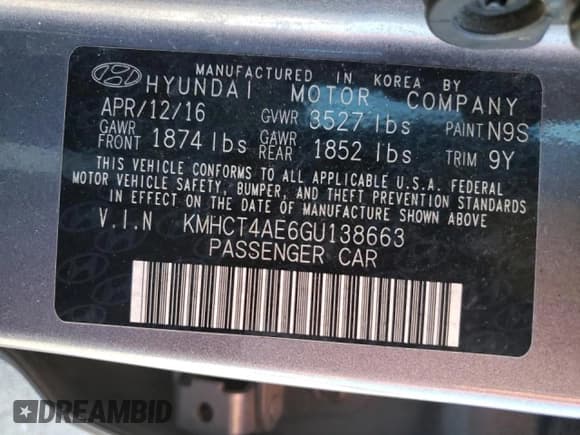 MANUFACTURED IN KOREA BY
HYUNDAI MOTOR COMPANY
APR/12/16 GVWR 3527 lbs PAINT N9S
GAWR FRONT 1874 lbs GAWR REAR 1852 lbs TRIM 9Y
THIS VEHICLE CONFORMS TO ALL APPLICABLE U.S.A. FEDERAL
MOTOR VEHICLE SAFETY, BUMPER, AND THEFT PREVENTION STANDARDS
IN EFFECT ON THE DATE OF MANUFACTURE SHOWN ABOVE
V.I.N KMHCT4AE6GU138663
PASSENGER CAR
DREAMBID